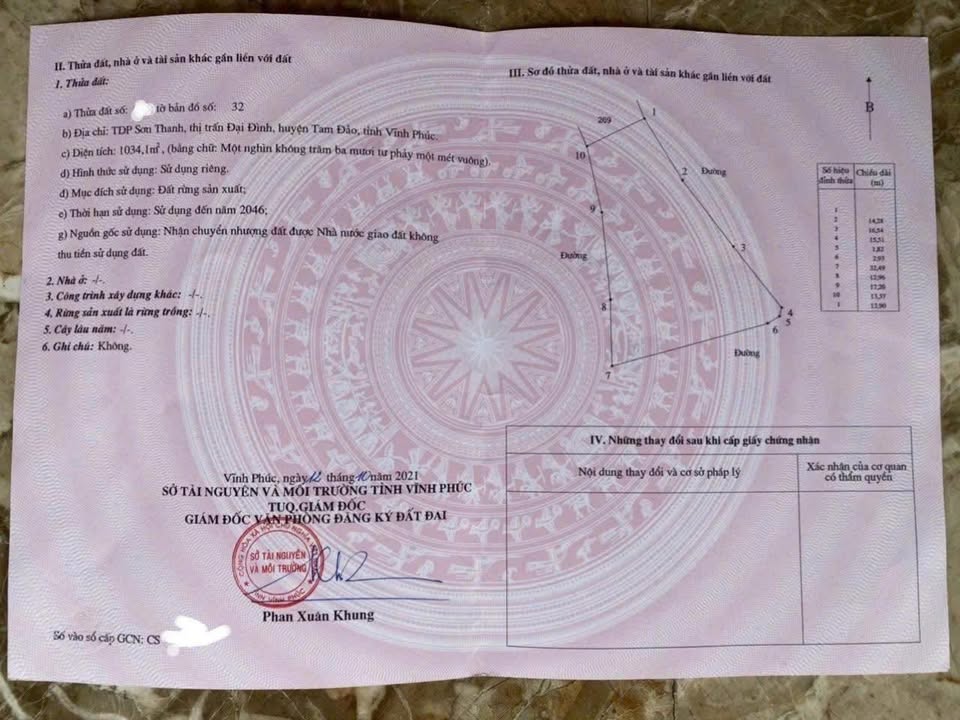 II. Thửa đất, nhà ở và tài sản khác gắn liền với đất
1. Thửa đất:
a) Thửa đất số: tờ bản đồ số: 32
b) Địa chỉ: TDP Sơn Thanh, thị trấn Đại Đình, huyện Tam Đảo, tỉnh Vĩnh Phúc.
c) Diện tích: 1034,1m², (bằng chữ: Một nghìn không trăm ba mươi tư phảy một mét vuông).
d) Hình thức sử dụng: Sử dụng riêng.
đ) Mục đích sử dụng: Đất rừng sản xuất;
e) Thời hạn sử dụng: Sử dụng đến năm 2046;
g) Nguồn gốc sử dụng: Nhận chuyển nhượng đất được Nhà nước giao đất không
thu tiền sử dụng đất.
2. Nhà ở: -/-.
3. Công trình xây dựng khác: -/-.
4. Rừng sản xuất là rừng trồng: -/-.
5. Cây lâu năm: -/-
6. Ghi chú: Không.
Vĩnh Phúc, ngày 12 tháng 10 năm 2021
SỞ TÀI NGUYÊN VÀ MÔI TRƯỜNG TỈNH VĨNH PHÚC
TUQ.GIÁM ĐỐC
GIÁM ĐỐC VĂN PHÒNG ĐĂNG KÝ ĐẤT ĐAI
CỘNG HÒA XÃ HỘI CHỦ NGHĨA
SỞ TÀI NGUYÊN
VÀ MÔI TRƯỜNG
TỈNH VĨNH PHÚC
Phan Xuân Khung
Số vào sổ cấp GCN: CS
III. Sơ đồ thửa đất, nhà ở và tài sản khác gắn liền với đất
B
209
1
10
2
Đường
9
3
Đường
8
4
5
6
Đường
7
Số hiệu đỉnh thửa Chiều dài (m)
1
2 14,28
3 16,54
4 15,51
5 1,82
6 2,93
7 32,49
8 12,96
9 17,26
10 13,37
1 12,90
IV. Những thay đổi sau khi cấp giấy chứng nhận
Nội dung thay đổi và cơ sở pháp lý
Xác nhận của cơ quan
có thẩm quyền